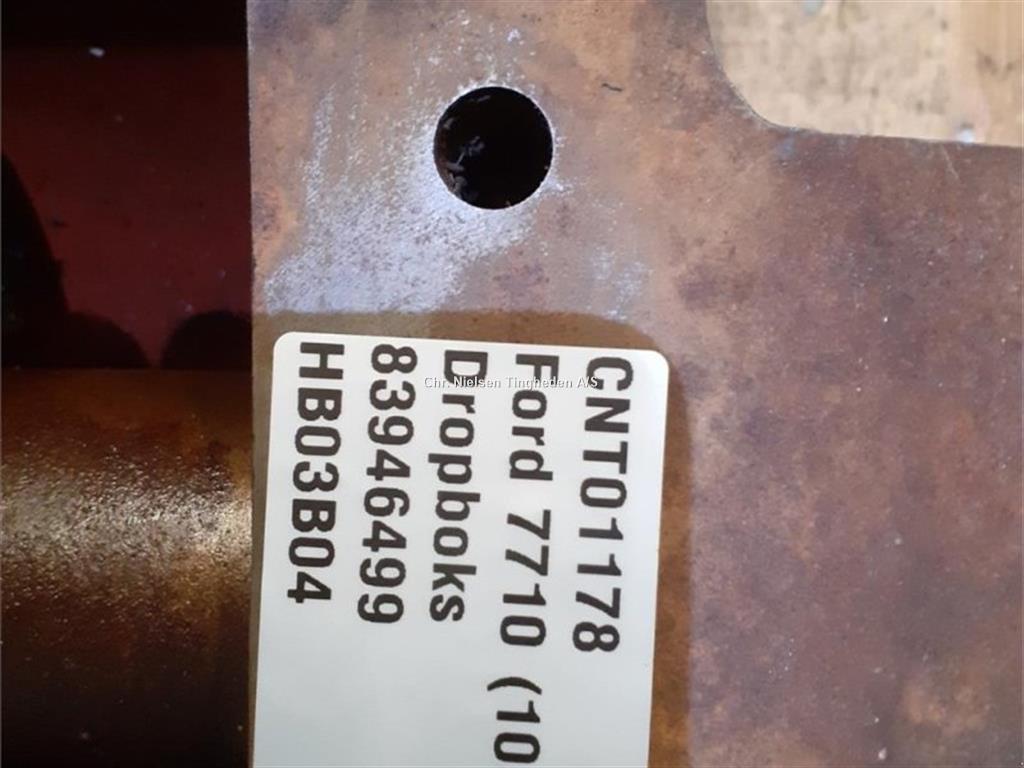 CNT01178
Ford 7710 (10
Dropboks
83946499
HB03B04
Chr. Nielsen Tingheden A/S